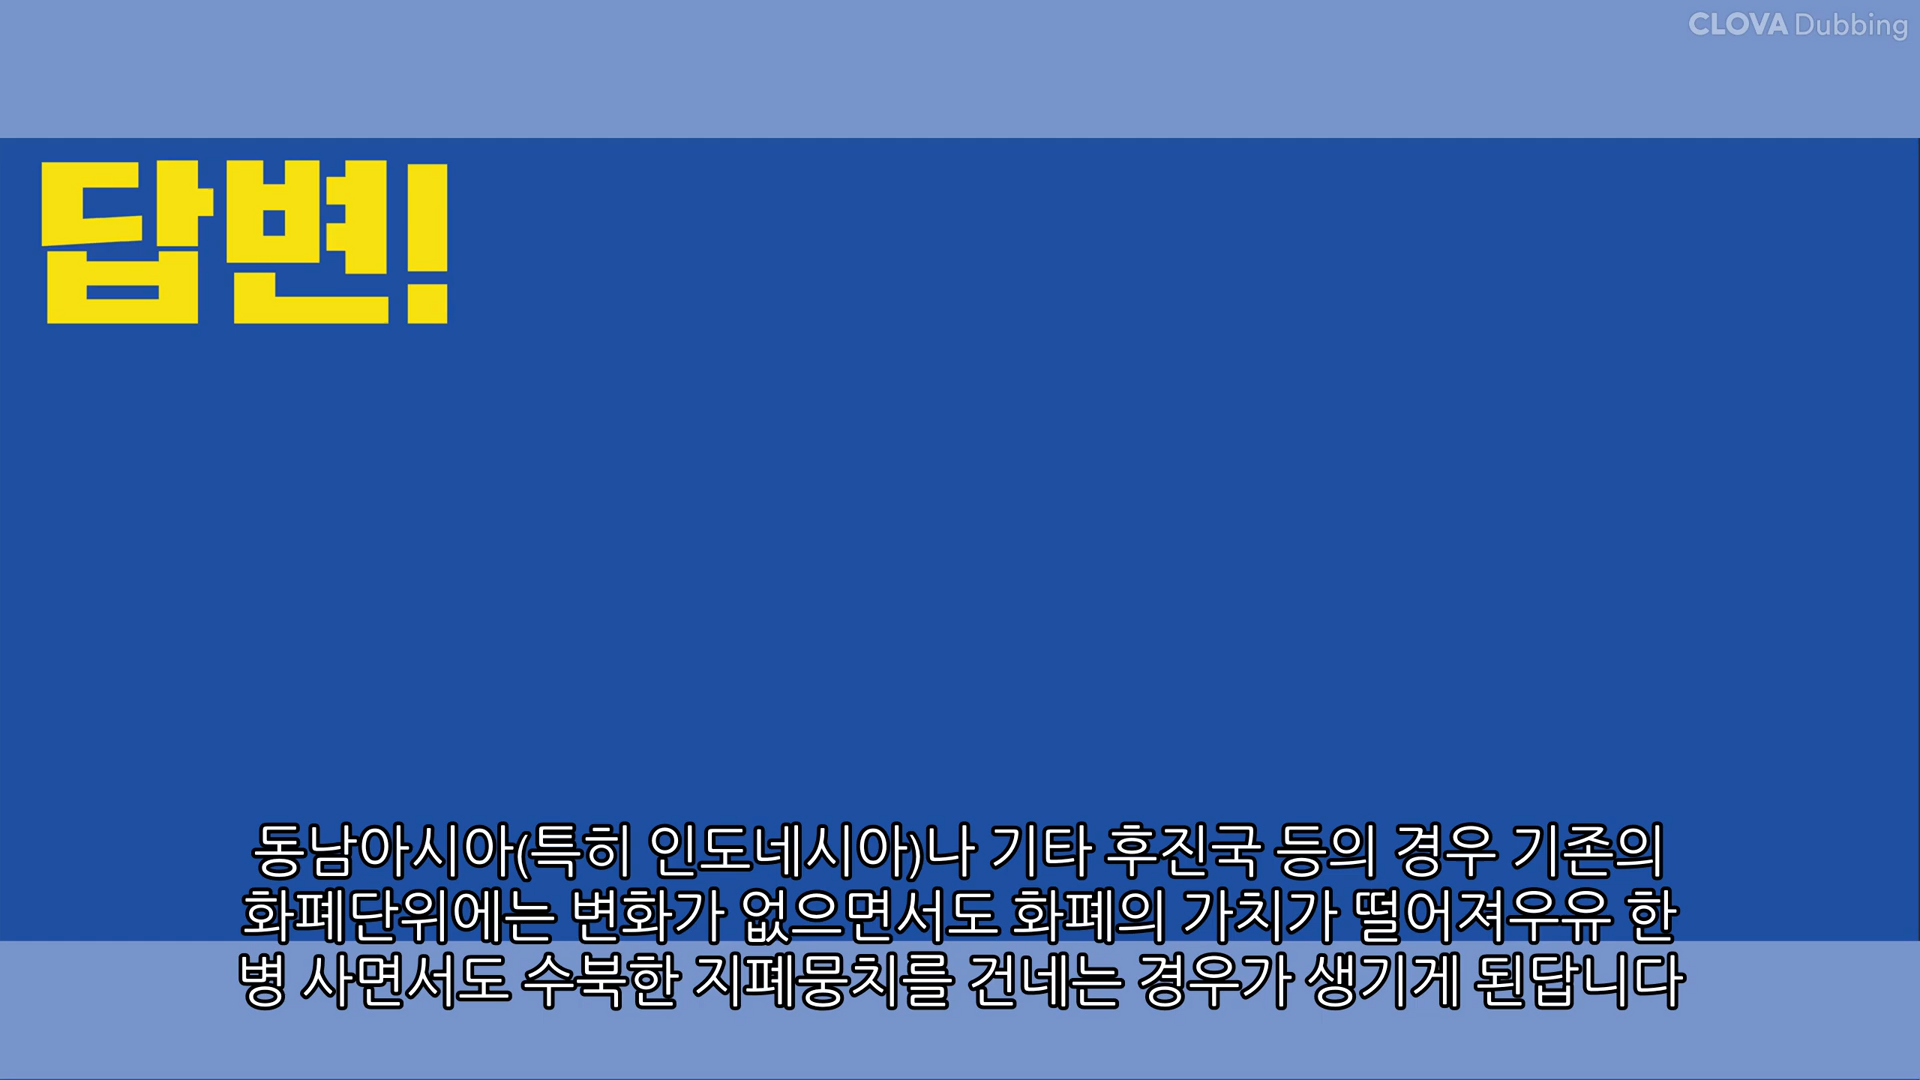 CLOVA Dubbing
답변!
동남아시아(특히 인도네시아)나 기타 후진국 등의 경우 기존의
화폐단위에는 변화가 없으면서도 화폐의 가치가 떨어져우유 한
병 사면서도 수북한 지폐뭉치를 건네는 경우가 생기게 된답니다